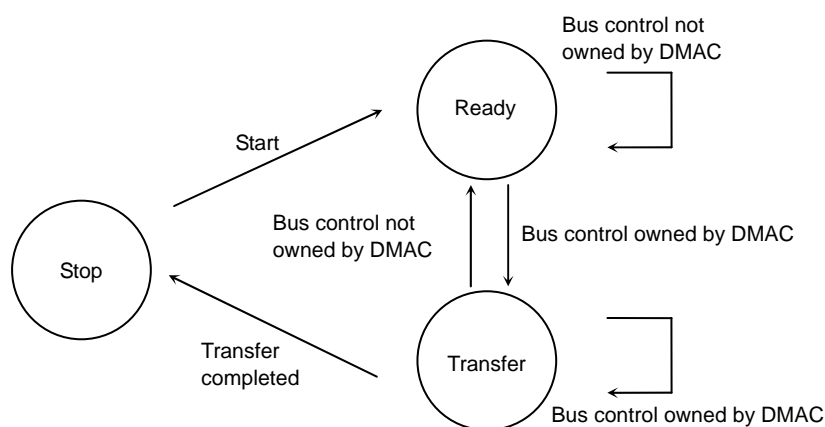 Bus control not
owned by DMAC
Ready
Start
Bus control not
owned by DMAC
Bus control owned by DMAC
Stop
Transfer
completed
Transfer
Bus control owned by DMAC